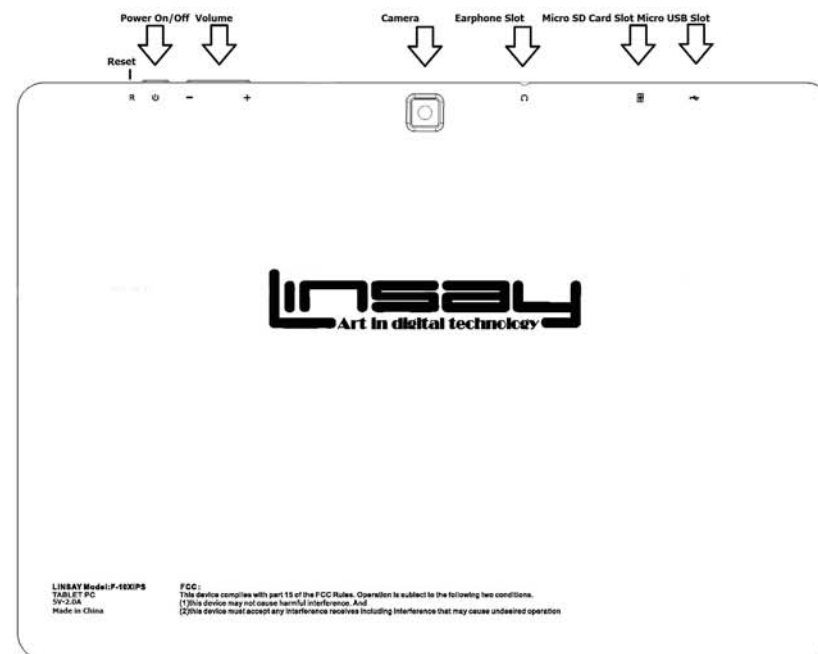 Power On/Off Volume Camera Earphone Slot Micro SD Card Slot Micro USB Slot
Reset
R - +
Linsay
Art in digital technology
LINSAY Model:F-10XIPS
TABLET PC
5V⎓2.0A
Made in China
FCC:
This device complies with part 15 of the FCC Rules. Operation is subject to the following two conditions.
(1)this device may not cause harmful interference. And
(2)this device must accept any interference receives including interference that may cause undesired operation